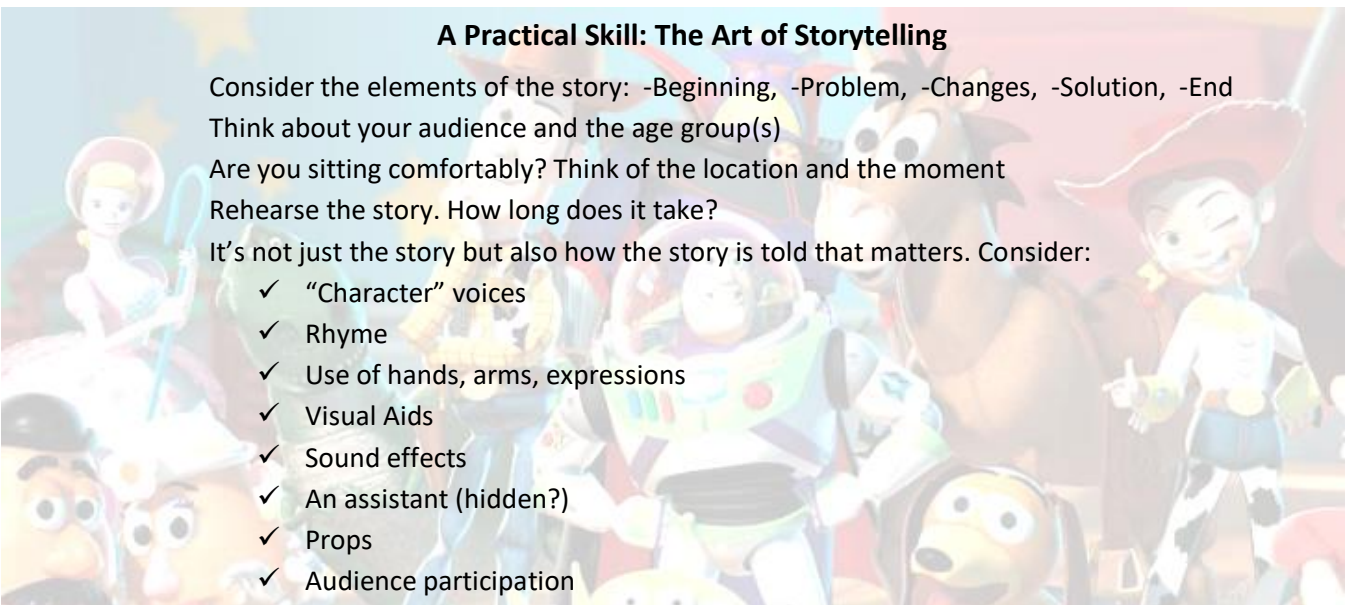 A Practical Skill: The Art of Storytelling
Consider the elements of the story: -Beginning, -Problem, -Changes, -Solution, -End
Think about your audience and the age group(s)
Are you sitting comfortably? Think of the location and the moment
Rehearse the story. How long does it take?
It’s not just the story but also how the story is told that matters. Consider:
✓ “Character” voices
✓ Rhyme
✓ Use of hands, arms, expressions
✓ Visual Aids
✓ Sound effects
✓ An assistant (hidden?)
✓ Props
✓ Audience participation